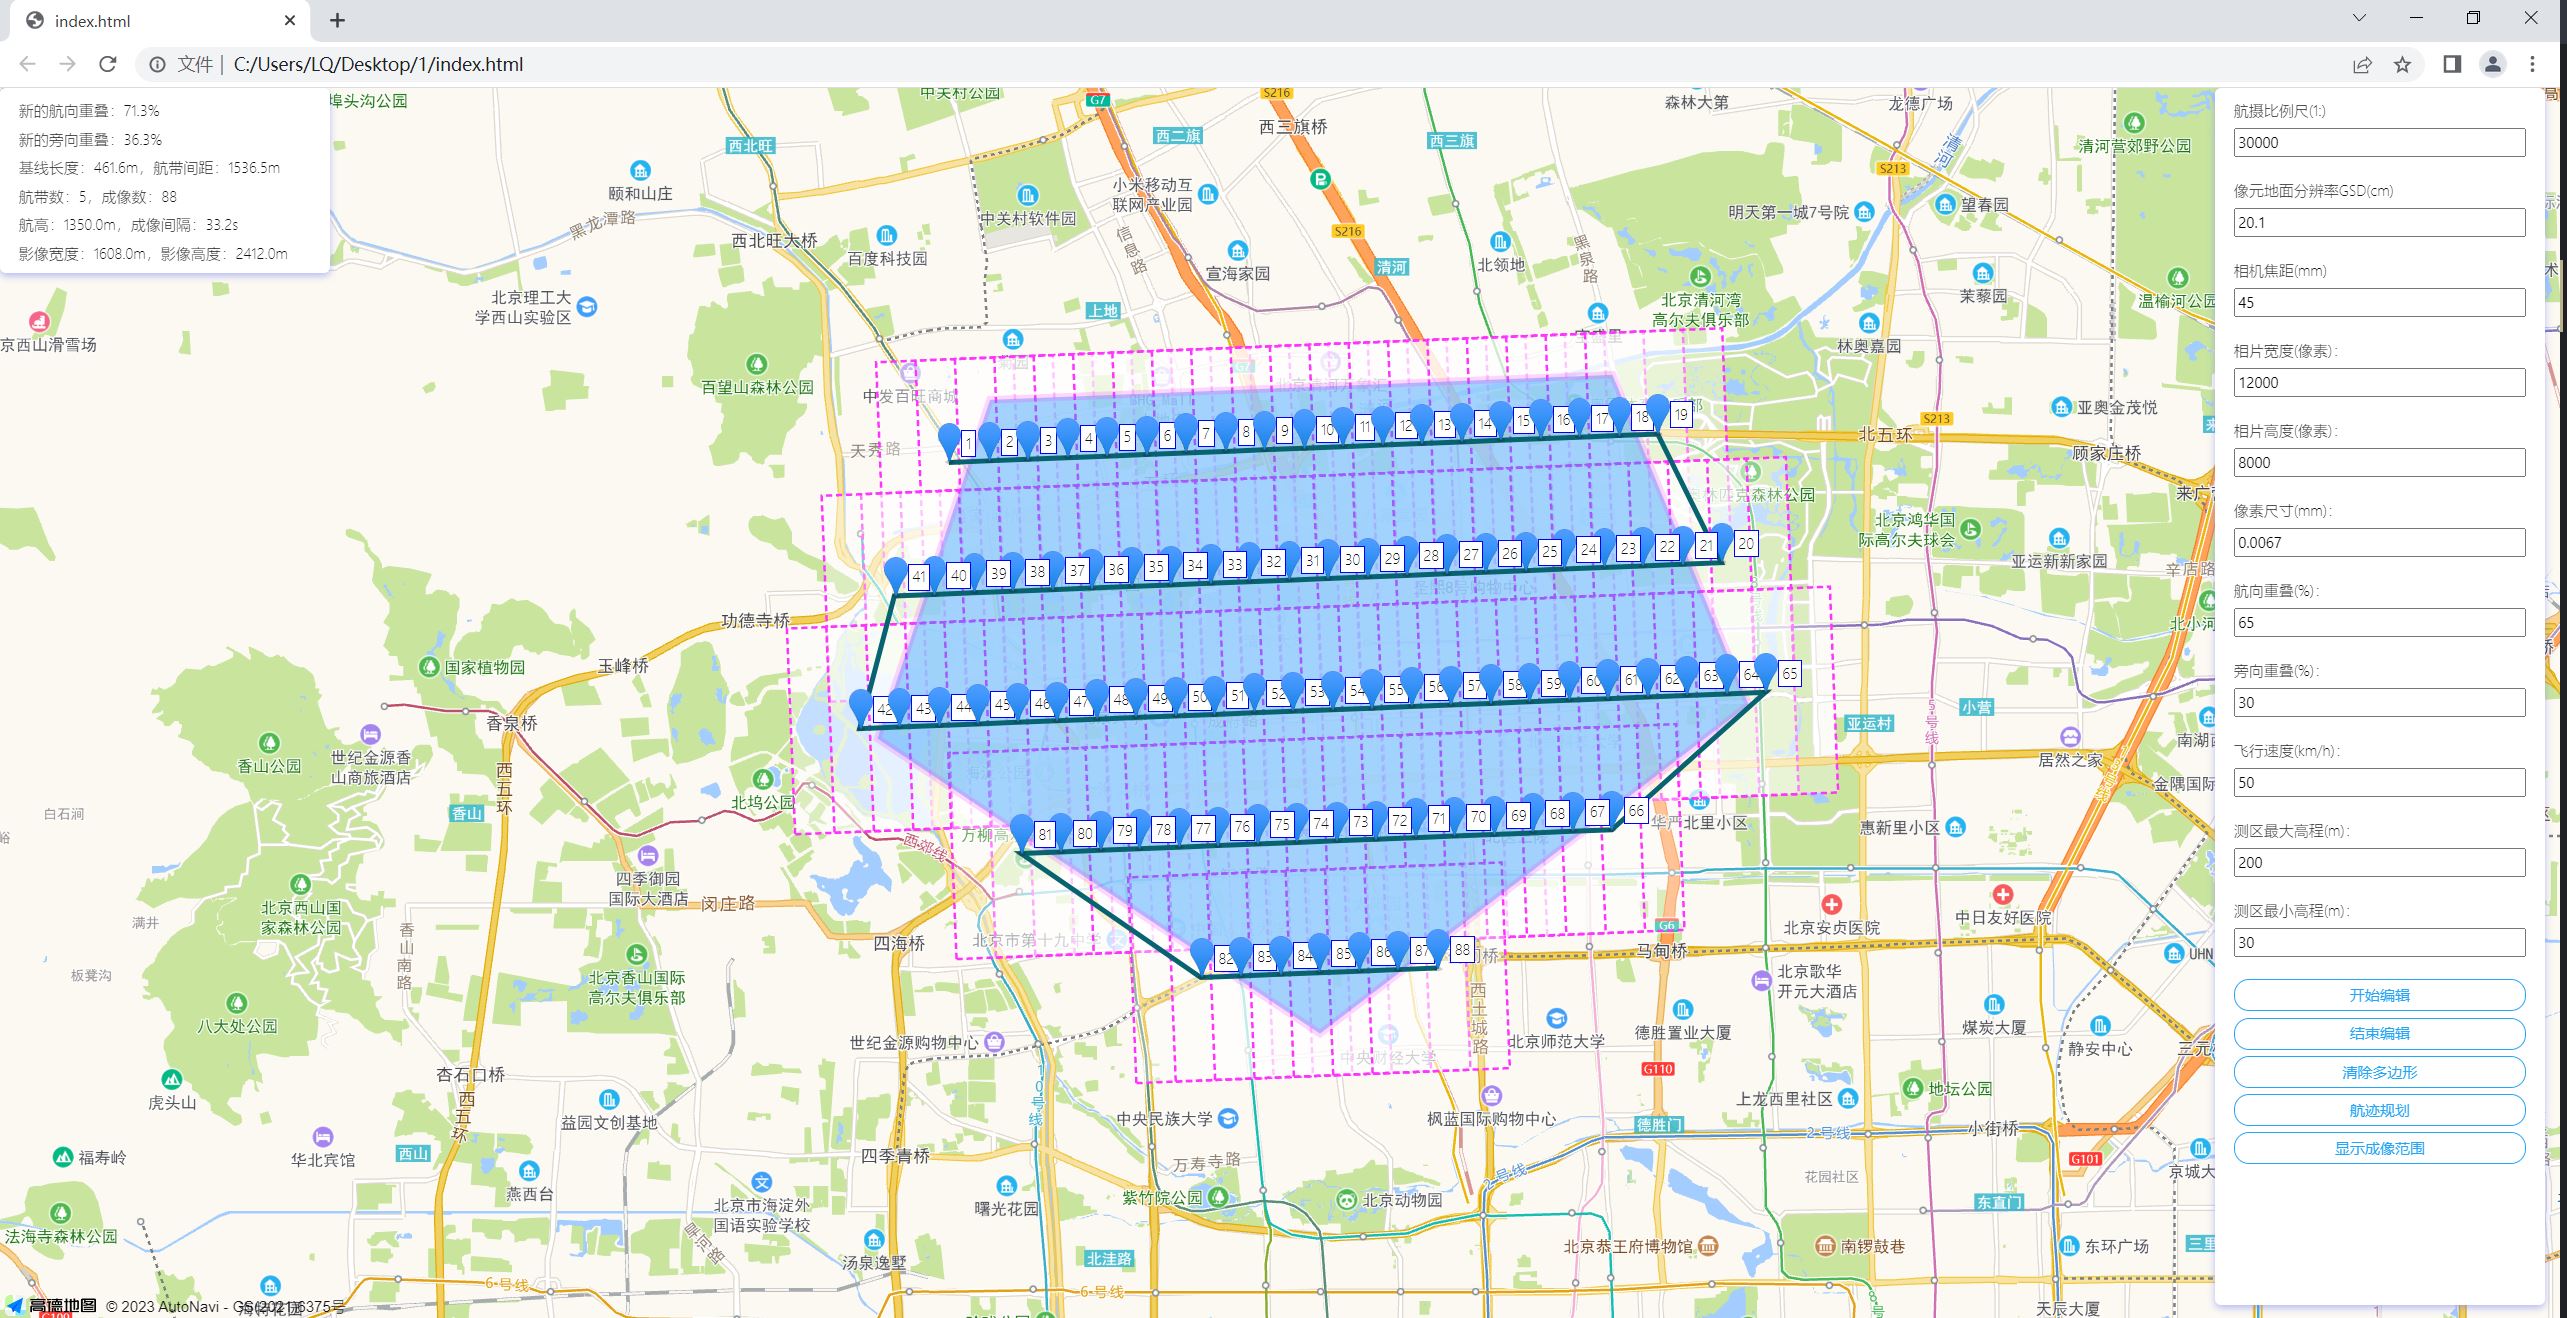 index.html
文件 | C:/Users/LQ/Desktop/1/index.html
新的航向重叠：71.3%
新的旁向重叠：36.3%
基线长度：461.6m，航带间距：1536.5m
航带数：5，成像数：88
航高：1350.0m，成像间隔：33.2s
影像宽度：1608.0m，影像高度：2412.0m
航摄比例尺(1:)
30000
像元地面分辨率GSD(cm)
20.1
相机焦距(mm)
45
相片宽度(像素)：
12000
相片高度(像素)：
8000
像素尺寸(mm)：
0.0067
航向重叠(%)：
65
旁向重叠(%)：
30
飞行速度(km/h)：
50
测区最大高程(m)：
200
测区最小高程(m)：
30
开始编辑
结束编辑
清除多边形
航迹规划
显示成像范围
埠头沟公园
中关村公园
G7
S216
森林大第
龙德广场
西北旺
西二旗
西三旗桥
西三旗
清河
清河营郊野公园
S213
颐和山庄
小米移动互
联网产业园
中关村软件园
明天第一城7号院
望春园
黑龙潭路
西北旺大桥
百度科技园
信息路
宣海家园
S216
清河
北领地
黑泉路
茉藜园
温榆河公园
北京理工大
学西山实验区
上地
北京清河湾
高尔夫俱乐部
京西山滑雪场
林奥嘉园
百望山森林公园
中发百旺商城
天秀路
亚奥金茂悦
S213
北五环
顾家庄桥
1 2 3 4 5 6 7 8 9 10 11 12 13 14 15 16 17 18 19
北京鸿华国
际高尔夫球会
亚运新新家园
辛店路
41 40 39 38 37 36 35 34 33 32 31 30 29 28 27 26 25 24 23 22 21 20
功德寺桥
国家植物园
玉峰桥
42 43 44 45 46 47 48 49 50 51 52 53 54 55 56 57 58 59 60 61 62 63 64 65
香泉桥
亚运村
5号线
小营
居然之家
香山公园
世纪金源香
山商旅酒店
西五环
北坞公园
金隅国际
白石涧
香山
西郊线
81 80 79 78 77 76 75 74 73 72 71 70 69 68 67 66
华严北里小区
惠新里小区
四季御园
国际大酒店
闵庄路
北京西山国
家森林公园
满井
香山南路
四海桥
北京市第十九中学
G6
马甸桥
北京安贞医院
中日友好医院
82 83 84 85 86 87 88
UHN
板凳沟
北京香山国际
高尔夫俱乐部
北京歌华
开元大酒店
八大处公园
世纪金源购物中心
西土城路
北京师范大学
德胜置业大厦
煤炭大厦
静安中心
中央财经大学
G110
虎头山
杏石口桥
西五环
益园文创基地
10号线
中央民族大学
枫蓝国际购物中心
上龙西里社区
地坛公园
德胜门
2号线
小街桥
福寿岭
华北宾馆
西山
四季青桥
万寿寺路
2号线
G101
花园社区
燕西台
北京市海淀外
国语实验学校
曙光花园
紫竹院公园
北京动物园
东直门
法海寺森林公园
旱河路
汤泉逸墅
北洼路
北京恭王府博物馆
南锣鼓巷
东环广场
6号线
6号线
8号线
天辰大厦
高德地图 © 2023 AutoNavi - GS(2021)6375号